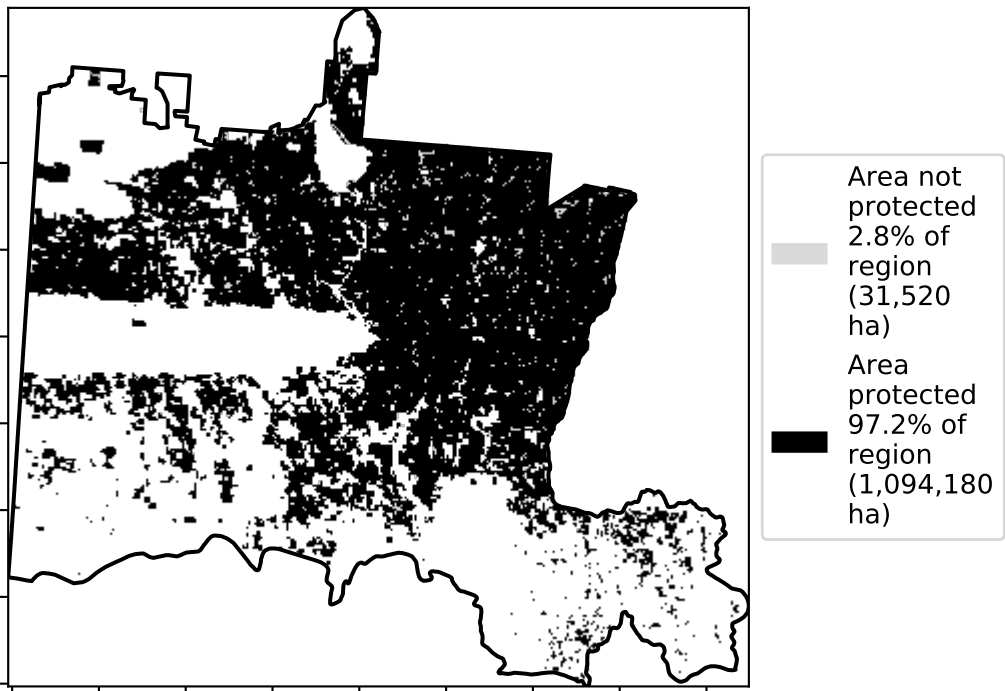 Area not
protected
2.8% of
region
(31,520
ha)
Area
protected
97.2% of
region
(1,094,180
ha)